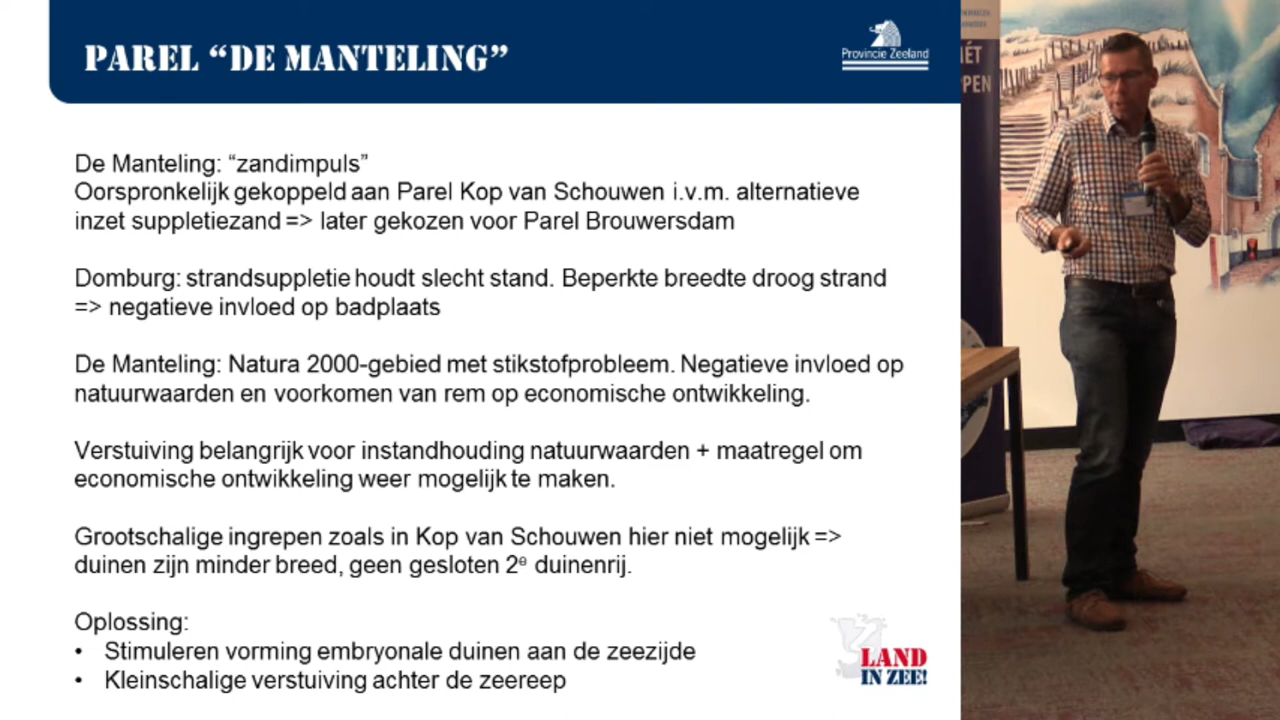 PAREL “DE MANTELING”
Provincie Zeeland
De Manteling: “zandimpuls”
Oorspronkelijk gekoppeld aan Parel Kop van Schouwen i.v.m. alternatieve
inzet suppletiezand => later gekozen voor Parel Brouwersdam
Domburg: strandsuppletie houdt slecht stand. Beperkte breedte droog strand
=> negatieve invloed op badplaats
De Manteling: Natura 2000-gebied met stikstofprobleem. Negatieve invloed op
natuurwaarden en voorkomen van rem op economische ontwikkeling.
Verstuiving belangrijk voor instandhouding natuurwaarden + maatregel om
economische ontwikkeling weer mogelijk te maken.
Grootschalige ingrepen zoals in Kop van Schouwen hier niet mogelijk =>
duinen zijn minder breed, geen gesloten 2e duinenrij.
Oplossing:
• Stimuleren vorming embryonale duinen aan de zeezijde
• Kleinschalige verstuiving achter de zeereep
LAND
IN ZEE!